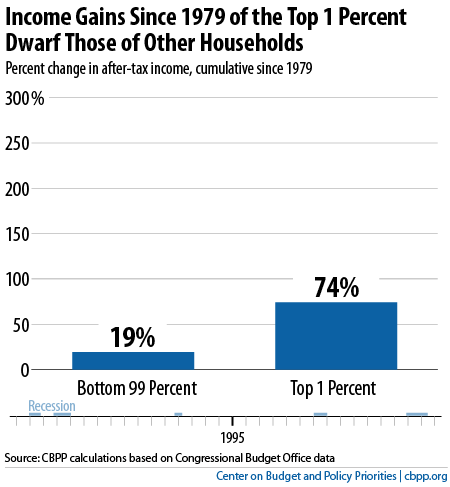 Income Gains Since 1979 of the Top 1 Percent
Dwarf Those of Other Households
Percent change in after-tax income, cumulative since 1979
300%
250
200
150
100
50
0
19%
74%
Bottom 99 Percent
Top 1 Percent
Recession
1995
Source: CBPP calculations based on Congressional Budget Office data
Center on Budget and Policy Priorities | cbpp.org